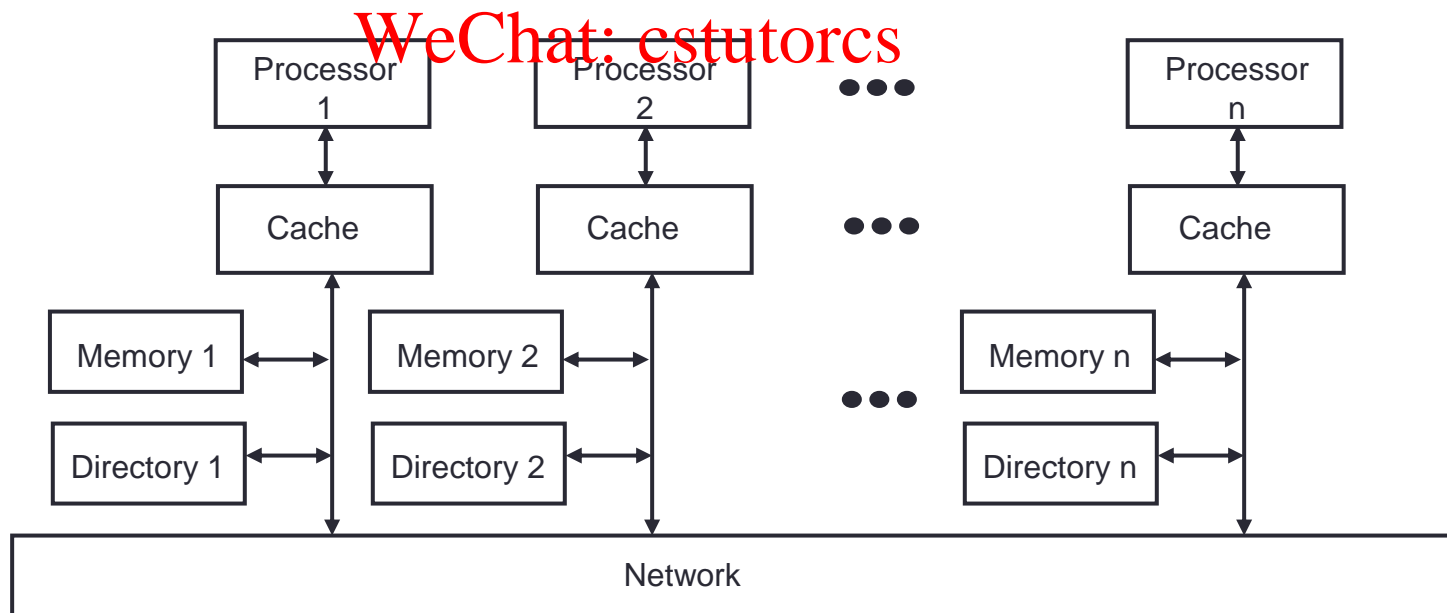 WeChat: cstutorcs
Processor
1
Processor
2
Processor
n
Cache
Cache
Cache
Memory 1
Memory 2
Memory n
Directory 1
Directory 2
Directory n
Network